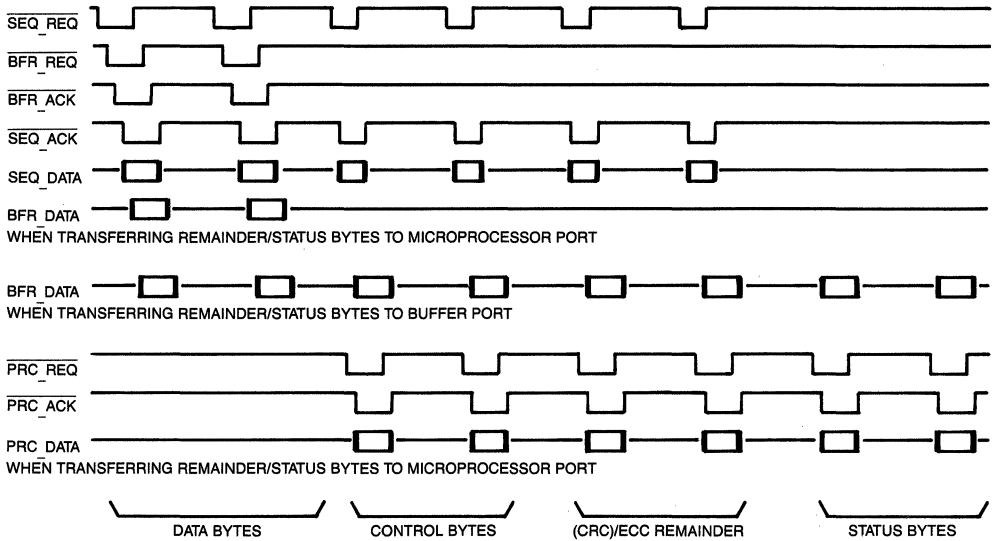 SEQ_REQ
BFR_REQ
BFR_ACK
SEQ_ACK
SEQ_DATA
BFR_DATA
WHEN TRANSFERRING REMAINDER/STATUS BYTES TO MICROPROCESSOR PORT
BFR_DATA
WHEN TRANSFERRING REMAINDER/STATUS BYTES TO BUFFER PORT
PRC_REQ
PRC_ACK
PRC_DATA
WHEN TRANSFERRING REMAINDER/STATUS BYTES TO MICROPROCESSOR PORT
DATA BYTES CONTROL BYTES (CRC)/ECC REMAINDER STATUS BYTES